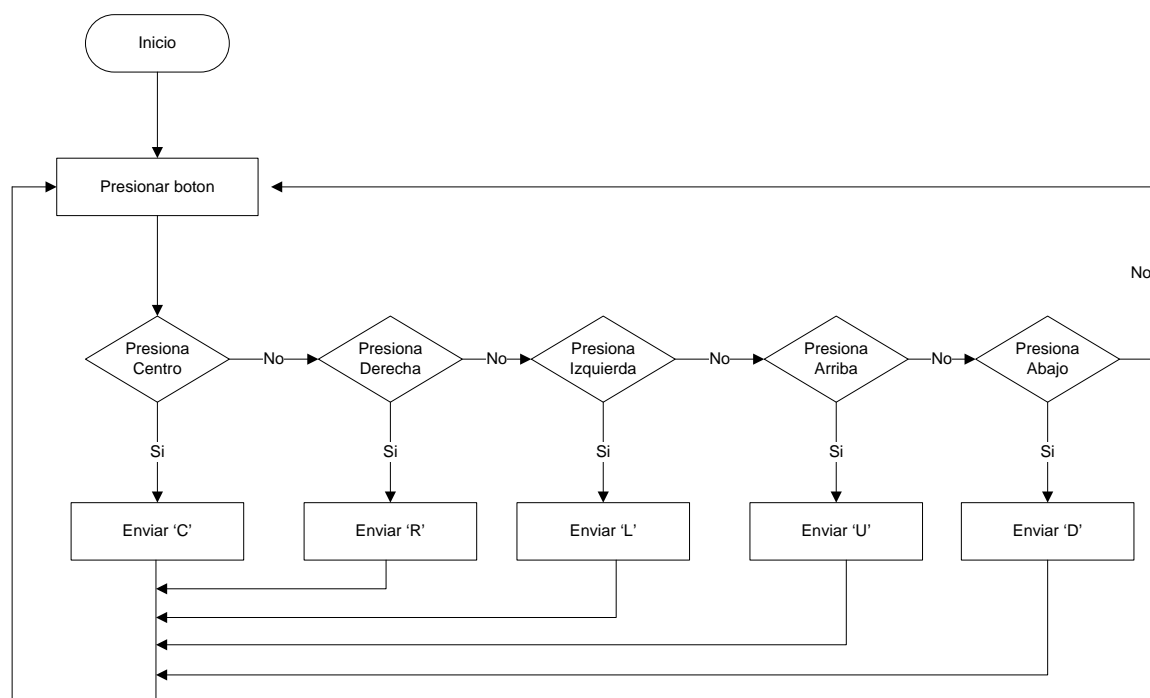 Inicio
Presionar boton
No
Presiona
Centro
No
Presiona
Derecha
No
Presiona
Izquierda
No
Presiona
Arriba
No
Presiona
Abajo
Si
Si
Si
Si
Si
Enviar ‘C’
Enviar ‘R’
Enviar ‘L’
Enviar ‘U’
Enviar ‘D’